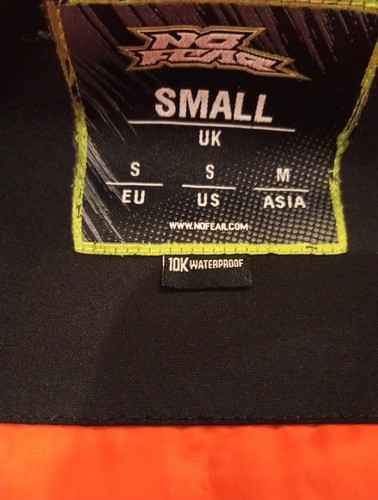 NO
FEAR
SMALL
UK
S S M
EU US ASIA
WWW.NOFEAR.COM
10K WATERPROOF